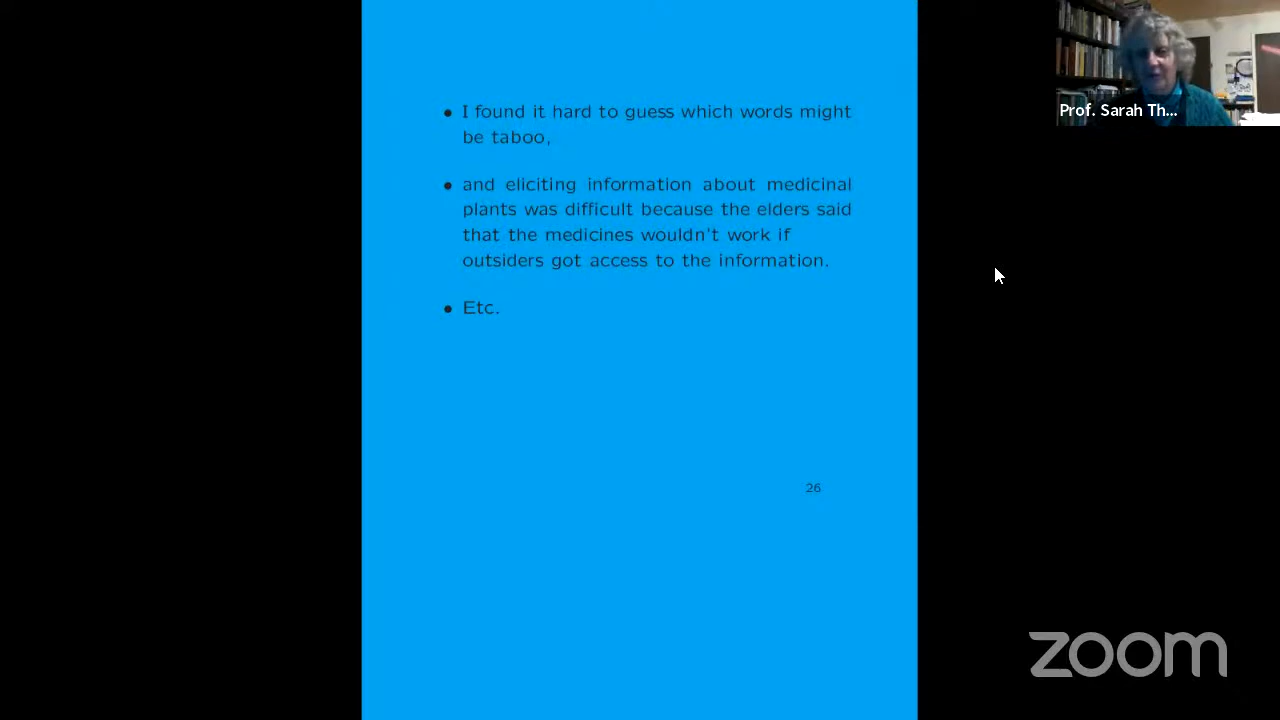 • I found it hard to guess which words might
be taboo,
• and eliciting information about medicinal
plants was difficult because the elders said
that the medicines wouldn't work if
outsiders got access to the information.
• Etc.
26
Prof. Sarah Th...
zoom